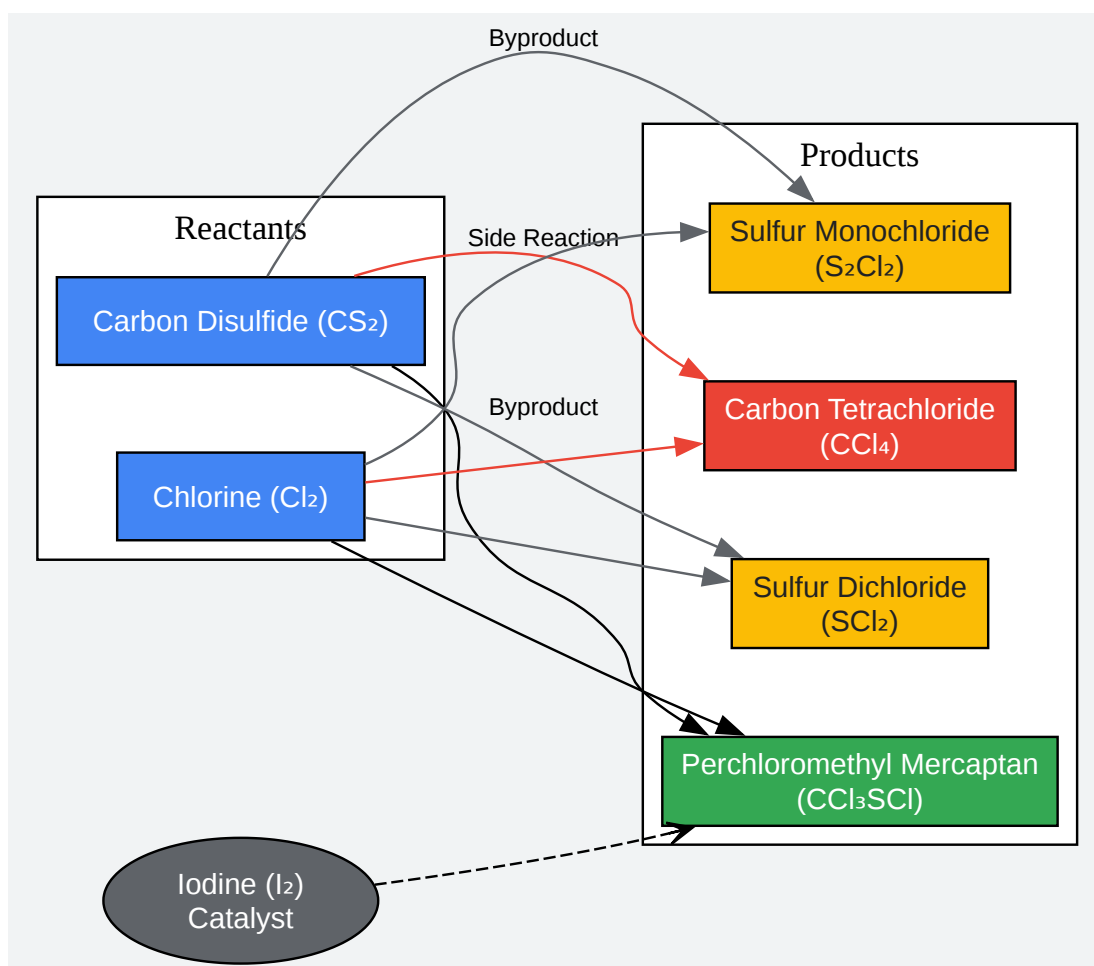 Byproduct
Products
Reactants
Sulfur Monochloride
(S₂Cl₂)
Side Reaction
Carbon Disulfide (CS₂)
Byproduct
Carbon Tetrachloride
(CCl₄)
Chlorine (Cl₂)
Sulfur Dichloride
(SCl₂)
Perchloromethyl Mercaptan
(CCl₃SCl)
Iodine (I₂)
Catalyst